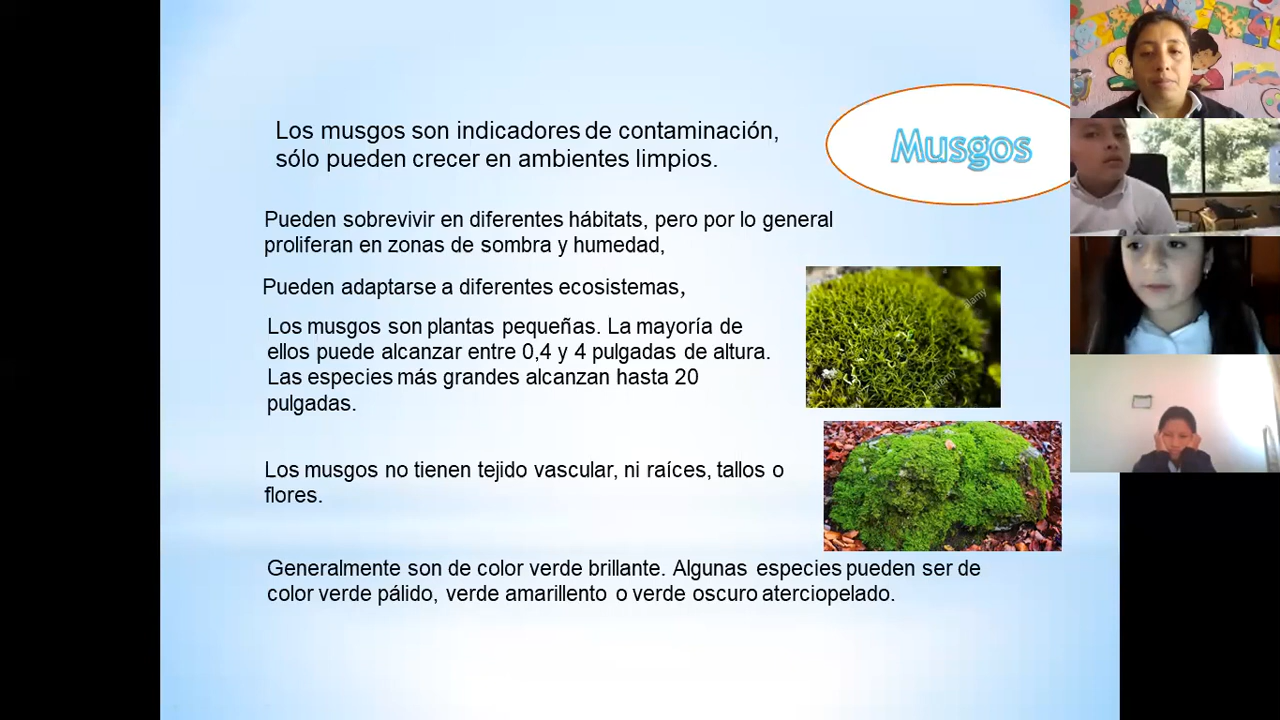 Musgos
Los musgos son indicadores de contaminación,
sólo pueden crecer en ambientes limpios.
Pueden sobrevivir en diferentes hábitats, pero por lo general
proliferan en zonas de sombra y humedad,
Pueden adaptarse a diferentes ecosistemas,
Los musgos son plantas pequeñas. La mayoría de
ellos puede alcanzar entre 0,4 y 4 pulgadas de altura.
Las especies más grandes alcanzan hasta 20
pulgadas.
Los musgos no tienen tejido vascular, ni raíces, tallos o
flores.
Generalmente son de color verde brillante. Algunas especies pueden ser de
color verde pálido, verde amarillento o verde oscuro aterciopelado.